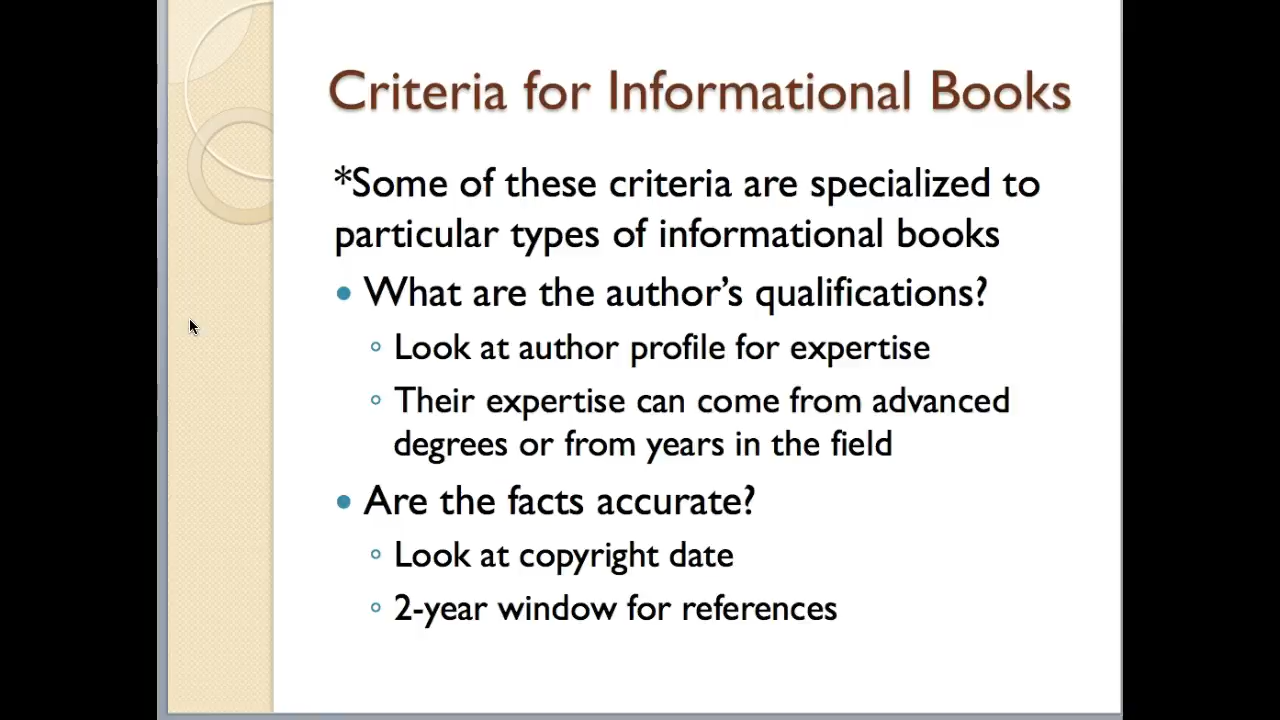 Criteria for Informational Books
*Some of these criteria are specialized to
particular types of informational books
• What are the author’s qualifications?
◦ Look at author profile for expertise
◦ Their expertise can come from advanced
degrees or from years in the field
• Are the facts accurate?
◦ Look at copyright date
◦ 2-year window for references